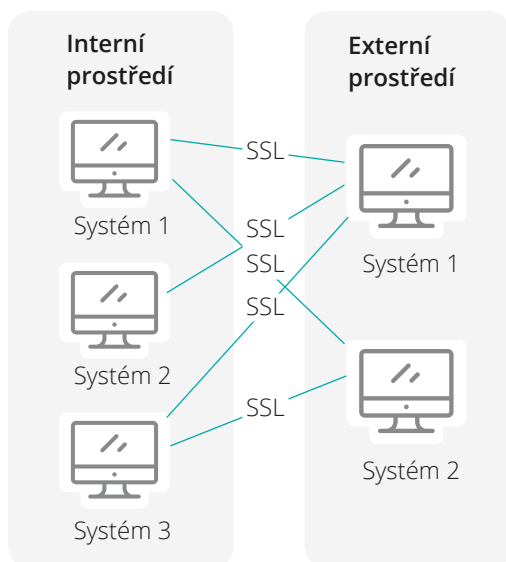 Interní
prostředí
Systém 1
Systém 2
Systém 3
SSL
SSL
SSL
SSL
SSL
Externí
prostředí
Systém 1
Systém 2